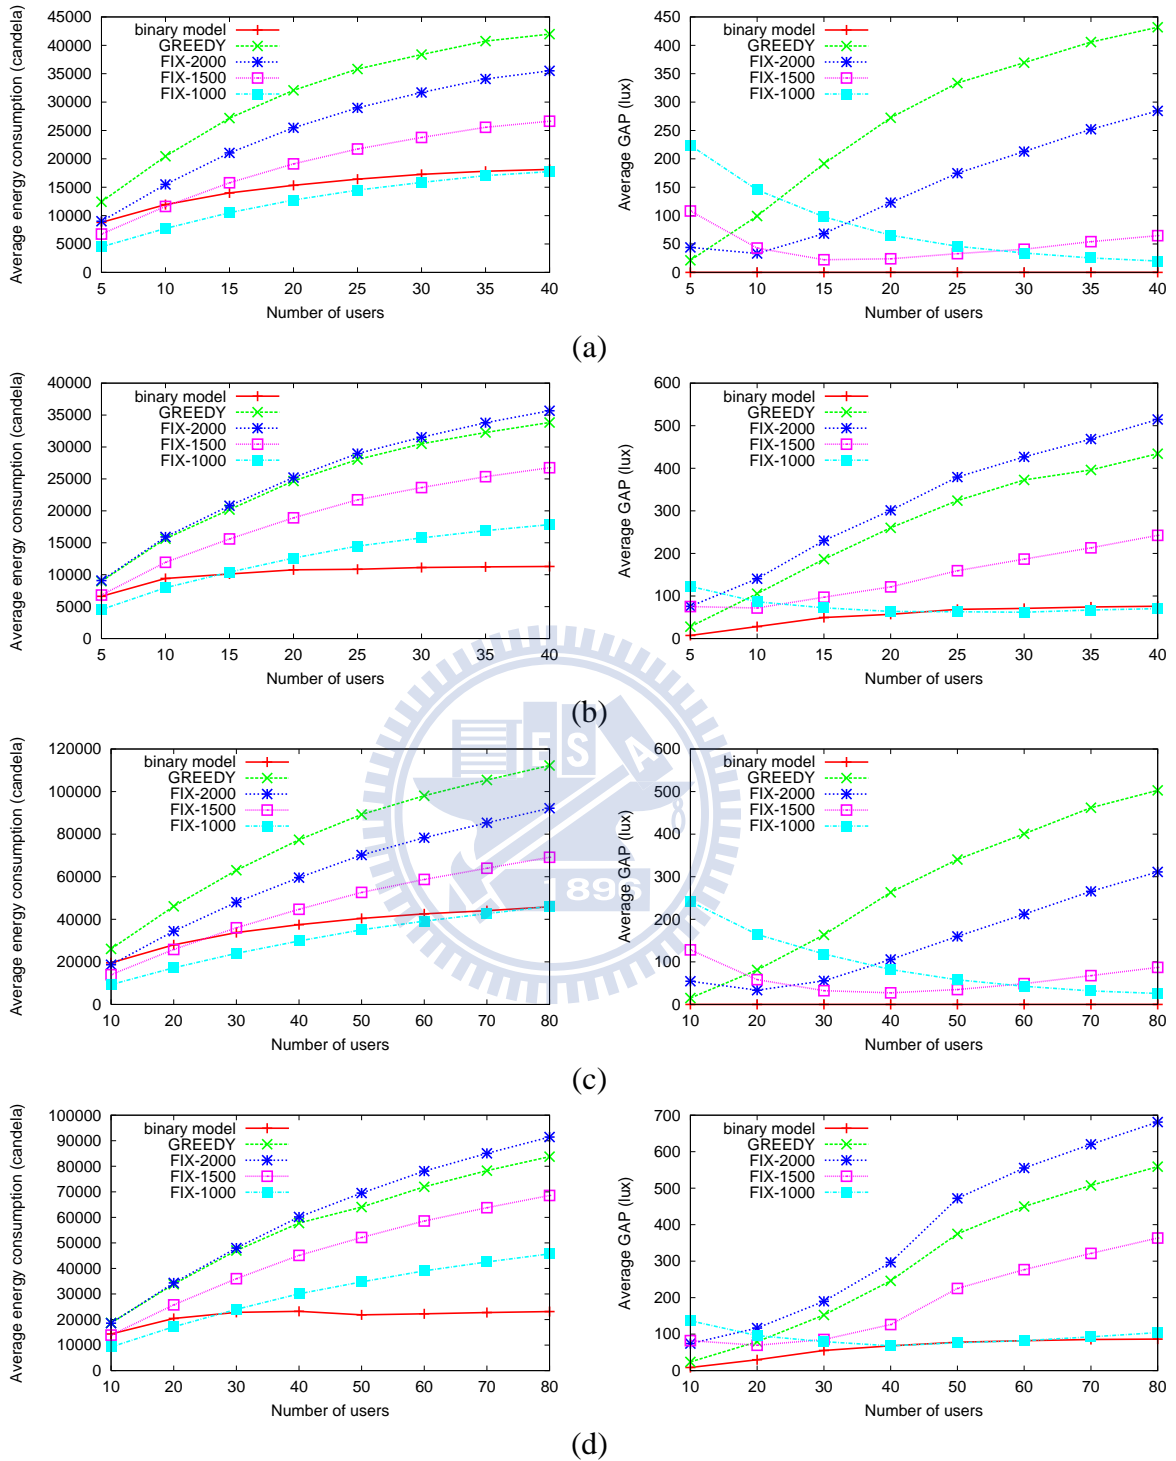 Average energy consumption (candela)
45000
40000
35000
30000
25000
20000
15000
10000
5000
0
binary model
GREEDY
FIX-2000
FIX-1500
FIX-1000
5 10 15 20 25 30 35 40
Number of users
Average GAP (lux)
450
400
350
300
250
200
150
100
50
0
binary model
GREEDY
FIX-2000
FIX-1500
FIX-1000
5 10 15 20 25 30 35 40
Number of users
(a)
Average energy consumption (candela)
40000
35000
30000
25000
20000
15000
10000
5000
0
binary model
GREEDY
FIX-2000
FIX-1500
FIX-1000
5 10 15 20 25 30 35 40
Number of users
Average GAP (lux)
600
500
400
300
200
100
0
binary model
GREEDY
FIX-2000
FIX-1500
FIX-1000
5 10 15 20 25 30 35 40
Number of users
(b)
Average energy consumption (candela)
120000
100000
80000
60000
40000
20000
0
binary model
GREEDY
FIX-2000
FIX-1500
FIX-1000
10 20 30 40 50 60 70 80
Number of users
Average GAP (lux)
600
500
400
300
200
100
0
binary model
GREEDY
FIX-2000
FIX-1500
FIX-1000
10 20 30 40 50 60 70 80
Number of users
E S A
1896
(c)
Average energy consumption (candela)
100000
90000
80000
70000
60000
50000
40000
30000
20000
10000
0
binary model
GREEDY
FIX-2000
FIX-1500
FIX-1000
10 20 30 40 50 60 70 80
Number of users
Average GAP (lux)
700
600
500
400
300
200
100
0
binary model
GREEDY
FIX-2000
FIX-1500
FIX-1000
10 20 30 40 50 60 70 80
Number of users
(d)